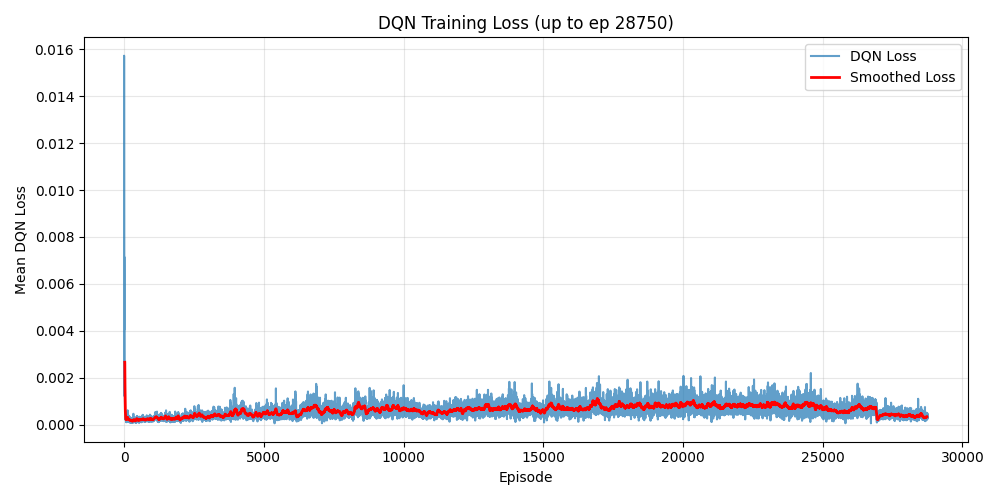 DQN Training Loss (up to ep 28750)
DQN Loss
Smoothed Loss
Mean DQN Loss
0.016
0.014
0.012
0.010
0.008
0.006
0.004
0.002
0.000
0 5000 10000 15000 20000 25000 30000
Episode